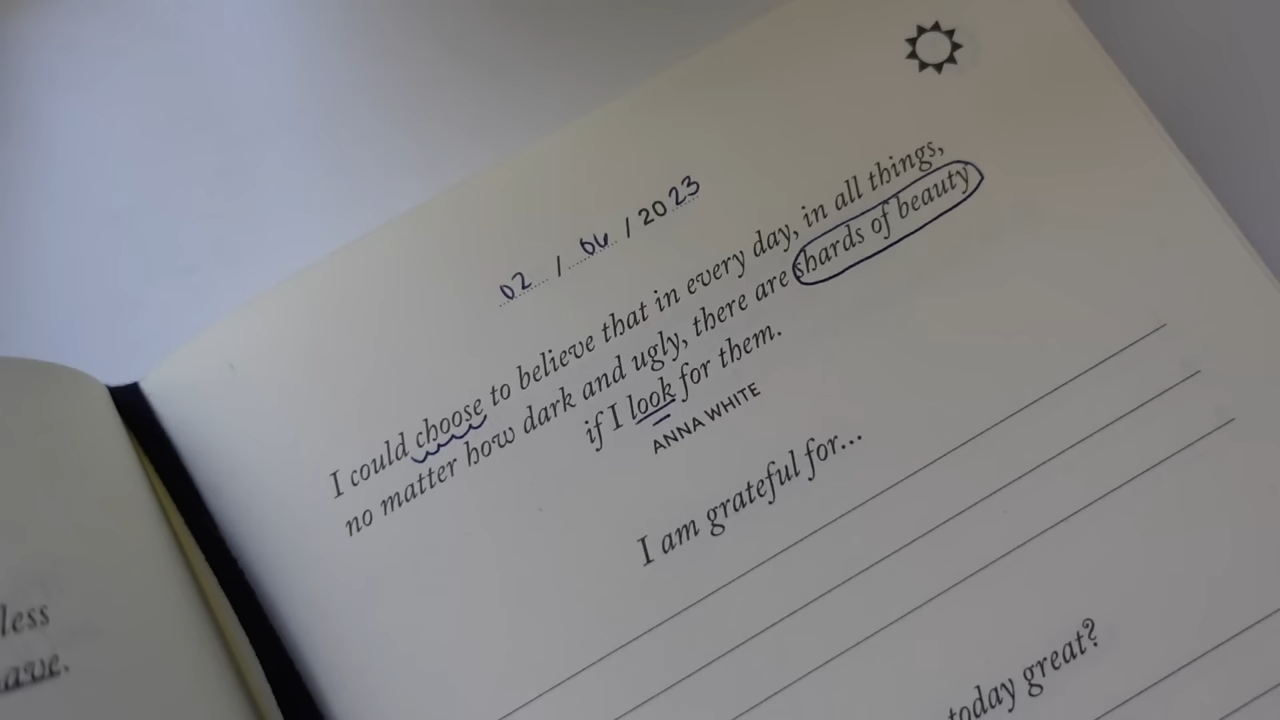 less
ave.
02 / 06 / 2023
I could choose to believe that in every day, in all things,
no matter how dark and ugly, there are shards of beauty
if I look for them.
ANNA WHITE
I am grateful for...
today great?